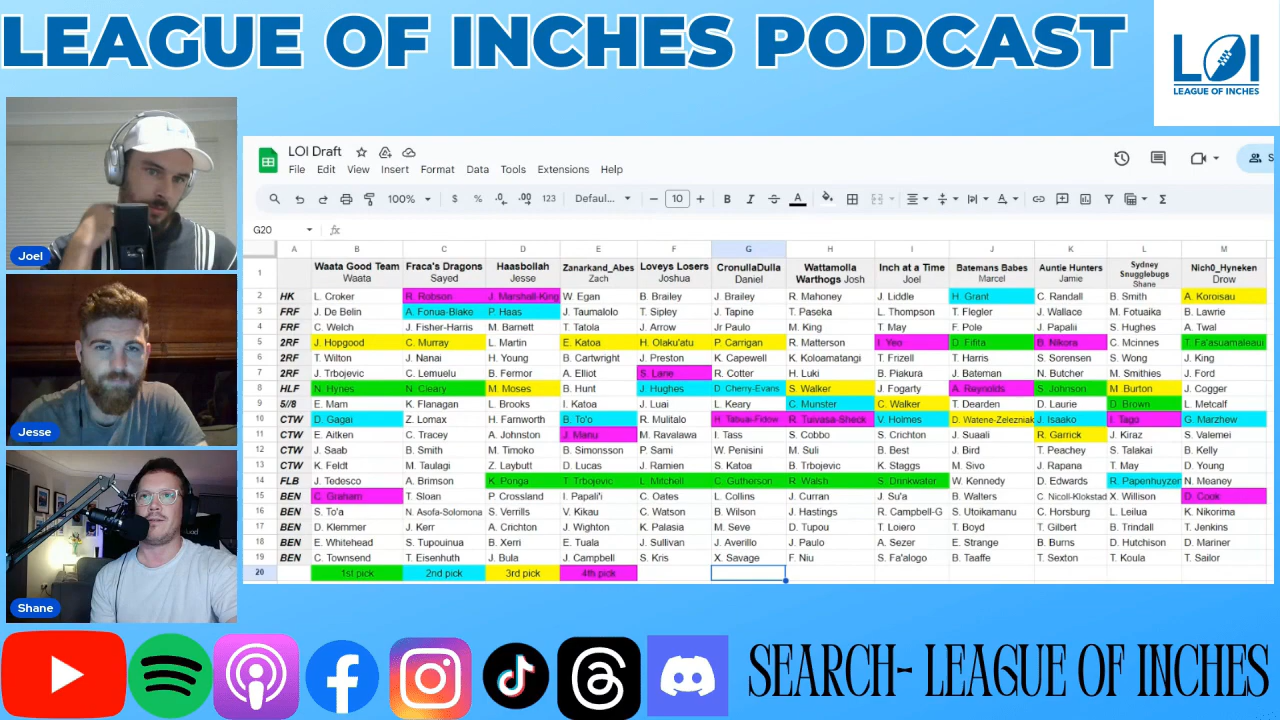 LEAGUE OF INCHES PODCAST
LOI
LEAGUE OF INCHES
Joel
Jesse
Shane
LOI Draft
File Edit View Insert Format Data Tools Extensions Help
100% $ % .0 .00 123 Defaul... − 10 + B I S A Σ
G20 fx
A B C D E F G H I J K L M
1 Waata Good Team Fraca's Dragons Haasbollah Zanarkand_Abes Loveys Losers CronullaDulla Wattamolla Warthogs Josh Inch at a Time Batemans Babes Auntie Hunters Sydney Snugglebugs Nich0_Hyneken
Waata Sayed Jesse Zach Joshua Daniel Joel Marcel Jamie Shane Drow
2 HK L. Croker R. Robson J. Marshall-King W. Egan B. Brailey J. Brailey R. Mahoney J. Liddle H. Grant C. Randall B. Smith A. Koroisau
3 FRF J. De Belin A. Fonua-Blake P. Haas J. Taumalolo T. Sipley J. Tapine T. Paseka L. Thompson T. Flegler J. Wallace M. Fotuaika B. Lawrie
4 FRF C. Welch J. Fisher-Harris M. Barnett T. Tatola J. Arrow Jr Paulo M. King T. May F. Pole J. Papalii S. Hughes A. Twal
5 2RF J. Hopgood C. Murray L. Martin E. Katoa H. Olaku'atu P. Carrigan R. Matterson I. Yeo D. Fifita B. Nikora C. Mcinnes T. Fa'asuamaleaui
6 2RF T. Wilton J. Nanai H. Young B. Cartwright J. Preston K. Capewell K. Koloamatangi T. Frizell T. Harris S. Sorensen S. Wong J. King
7 2RF J. Trbojevic C. Lemuelu B. Fermor A. Elliot S. Lane R. Cotter L. Huki B. Piakura J. Bateman N. Butcher M. Smithies J. Ford
8 HLF N. Hynes N. Cleary M. Moses B. Hunt J. Hughes D. Cherry-Evans S. Walker J. Fogarty A. Reynolds S. Johnson M. Burton J. Cogger
9 5//8 E. Mam K. Flanagan L. Brooks I. Katoa J. Luai L. Keary C. Munster C. Walker T. Dearden D. Laurie D. Brown L. Metcalf
10 CTW D. Gagai Z. Lomax H. Farnworth B. To'o R. Mulitalo H. Tabuai-Fidow R. Tuivasa-Sheck V. Holmes D. Watene-Zelezniak J. Isaako I. Tago G. Marzhew
11 CTW E. Aitken C. Tracey A. Johnston J. Manu M. Ravalawa I. Tass S. Cobbo S. Crichton J. Suaali R. Garrick J. Kiraz S. Valemei
12 CTW J. Saab B. Smith M. Timoko B. Simonsson P. Sami W. Penisini M. Suli B. Best J. Bird T. Peachey S. Talakai B. Kelly
13 CTW K. Feldt M. Taulagi Z. Laybutt D. Lucas J. Ramien S. Katoa B. Trbojevic K. Staggs M. Sivo J. Rapana T. May D. Young
14 FLB J. Tedesco A. Brimson K. Ponga T. Trbojevic L. Mitchell C. Gutherson R. Walsh S. Drinkwater W. Kennedy D. Edwards R. Papenhuyzen N. Meaney
15 BEN C. Graham T. Sloan P. Crossland I. Papali'i C. Oates L. Collins J. Curran J. Su'a B. Walters C. Nicoll-Klokstad X. Willison D. Cook
16 BEN S. To'a N. Asofa-Solomona S. Verrills V. Kikau C. Watson B. Wilson J. Hastings R. Campbell-G S. Utoikamanu C. Horsburg L. Leilua K. Nikorima
17 BEN D. Klemmer J. Kerr A. Crichton J. Wighton K. Palasia M. Seve D. Tupou T. Loiero T. Boyd T. Gilbert B. Trindall T. Jenkins
18 BEN E. Whitehead S. Tupouinua B. Xerri E. Tuala J. Sullivan J. Averillo J. Paulo A. Sezer E. Strange B. Burns D. Hutchison D. Mariner
19 BEN C. Townsend T. Eisenhuth J. Bula J. Campbell S. Kris X. Savage F. Niu S. Fa'alogo B. Taaffe T. Sexton T. Koula T. Sailor
20 1st pick 2nd pick 3rd pick 4th pick
SEARCH- LEAGUE OF INCHES